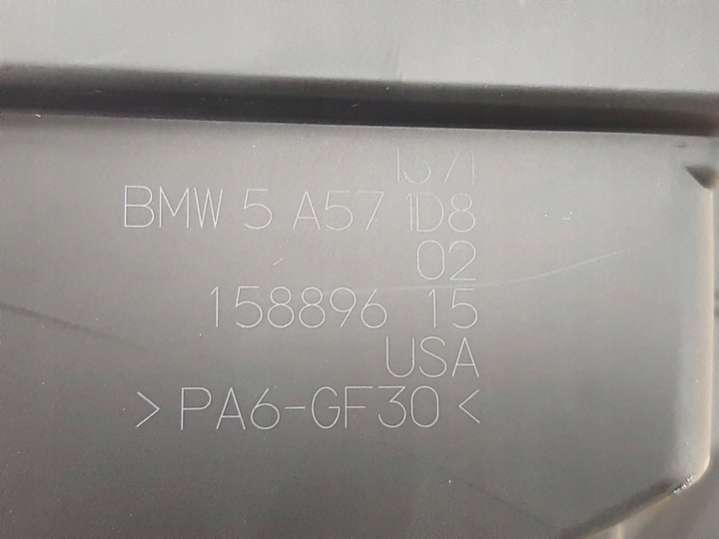 BMW 5 A57 1D8
02
158896 15
USA
>PA6-GF30<